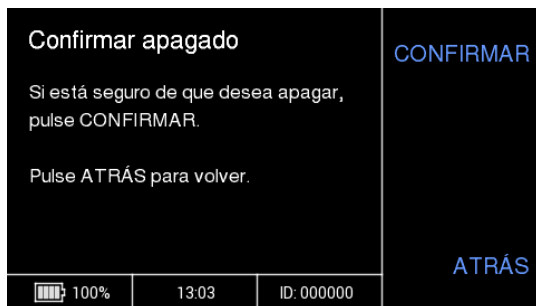 Confirmar apagado
CONFIRMAR
Si está seguro de que desea apagar,
pulse CONFIRMAR.
Pulse ATRÁS para volver.
ATRÁS
100%
13:03
ID: 000000